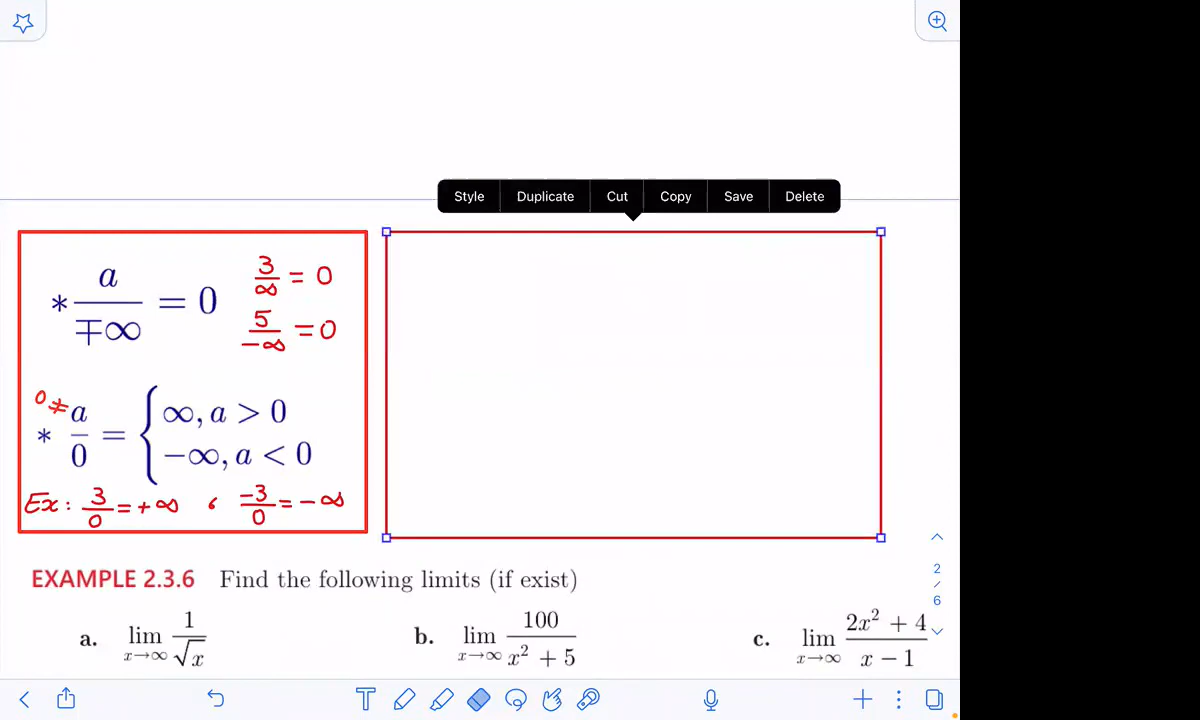 Style Duplicate Cut Copy Save Delete
* a/∓∞ = 0
3/∞ = 0
5/-∞ = 0
0≠
* a/0 = { ∞, a > 0
-∞, a < 0
Ex: 3/0 = +∞ , -3/0 = -∞
EXAMPLE 2.3.6 Find the following limits (if exist)
a. lim x→∞ 1/√x b. lim x→∞ 100/x² + 5 c. lim x→∞ 2x² + 4/x − 1
2
/
6
T